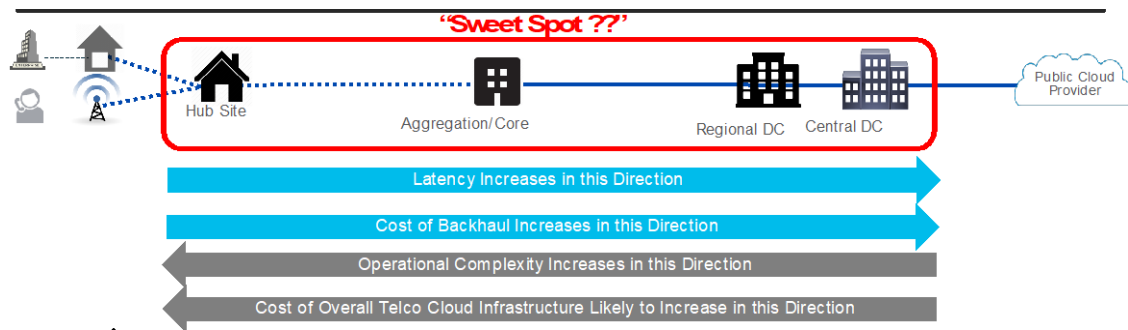 “Sweet Spot ??”
Hub Site
Aggregation/Core
Regional DC
Central DC
Public Cloud
Provider
Latency Increases in this Direction
Cost of Backhaul Increases in this Direction
Operational Complexity Increases in this Direction
Cost of Overall Telco Cloud Infrastructure Likely to Increase in this Direction